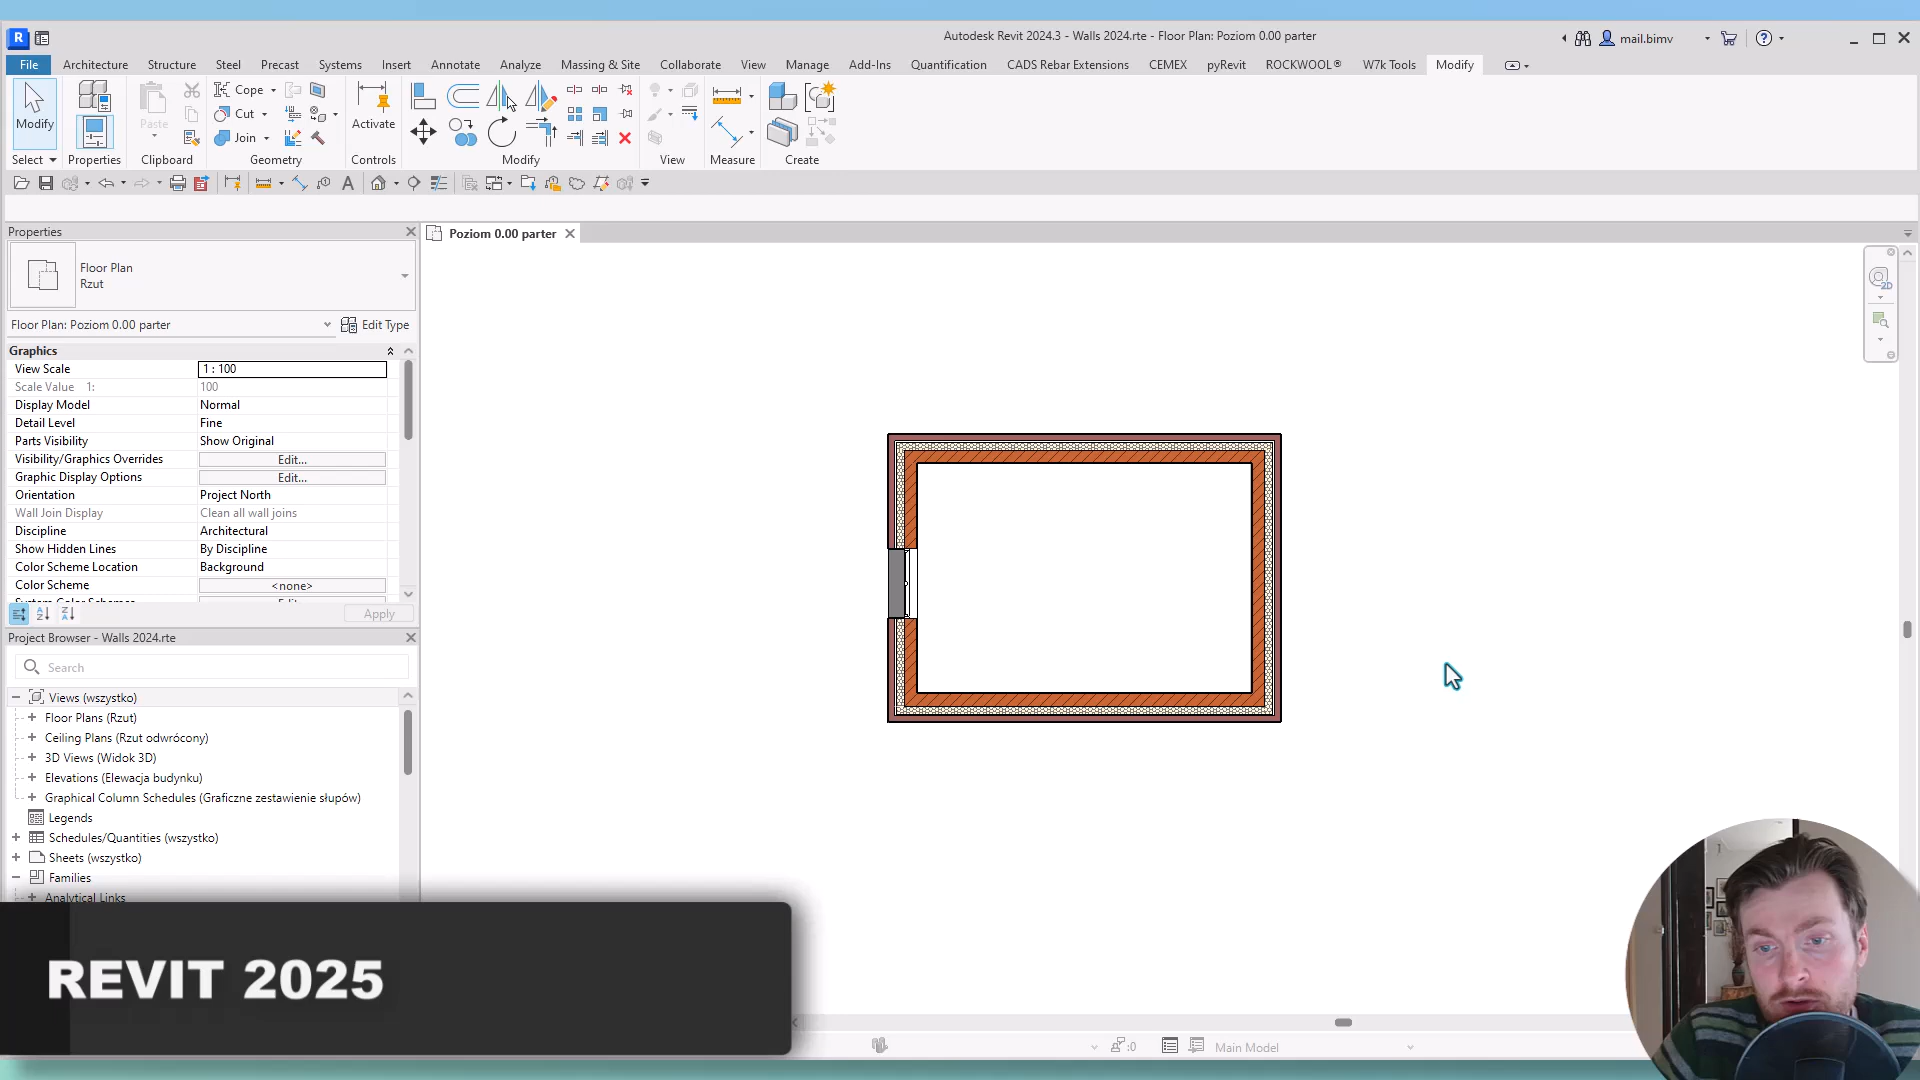 R
Autodesk Revit 2024.3 - Walls 2024.rte - Floor Plan: Poziom 0.00 parter
mail.bimv
File Architecture Structure Steel Precast Systems Insert Annotate Analyze Massing & Site Collaborate View Manage Add-Ins Quantification CADS Rebar Extensions CEMEX pyRevit ROCKWOOL® W7k Tools Modify
Modify
Paste
Cope
Cut
Join
Activate
Select Properties Clipboard Geometry Controls Modify View Measure Create
Properties
Poziom 0.00 parter
2D
Floor Plan
Rzut
Floor Plan: Poziom 0.00 parter Edit Type
Graphics
View Scale 1 : 100
Scale Value 1: 100
Display Model Normal
Detail Level Fine
Parts Visibility Show Original
Visibility/Graphics Overrides Edit...
Graphic Display Options Edit...
Orientation Project North
Wall Join Display Clean all wall joins
Discipline Architectural
Show Hidden Lines By Discipline
Color Scheme Location Background
Color Scheme <none>
Apply
Project Browser - Walls 2024.rte
Search
Views (wszystko)
Floor Plans (Rzut)
Ceiling Plans (Rzut odwrócony)
3D Views (Widok 3D)
Elevations (Elewacja budynku)
Graphical Column Schedules (Graficzne zestawienie słupów)
Legends
Schedules/Quantities (wszystko)
Sheets (wszystko)
Families
Analytical Links
REVIT 2025
:0
Main Model